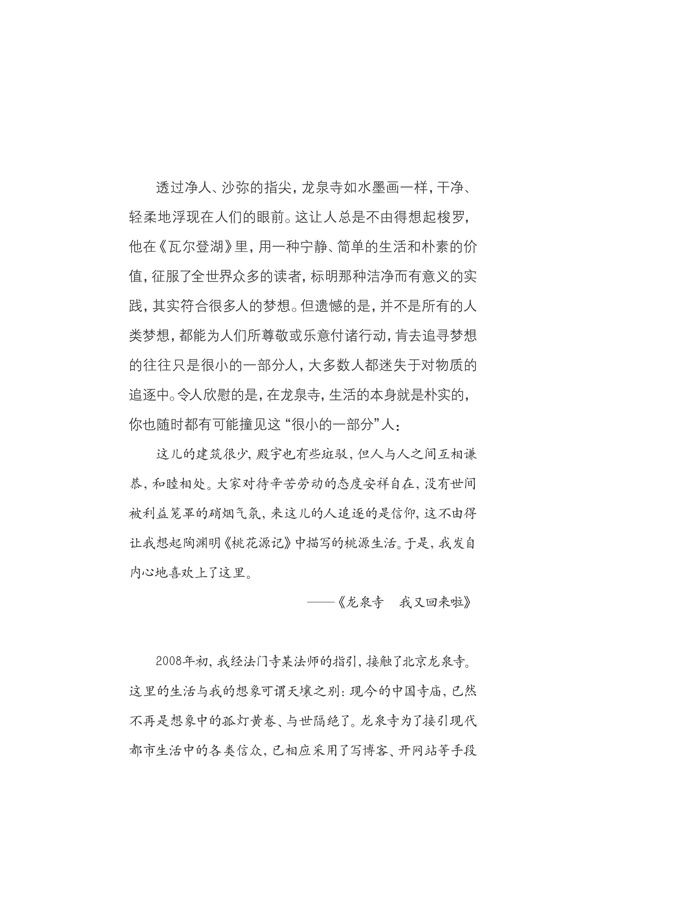 透过净人、沙弥的指尖，龙泉寺如水墨画一样，干净、
轻柔地浮现在人们的眼前。这让人总是不由得想起梭罗，
他在《瓦尔登湖》里，用一种宁静、简单的生活和朴素的价
值，征服了全世界众多的读者，标明那种洁净而有意义的实
践，其实符合很多人的梦想。但遗憾的是，并不是所有的人
类梦想，都能为人们所尊敬或乐意付诸行动，肯去追寻梦想
的往往只是很小的一部分人，大多数人都迷失于对物质的
追逐中。令人欣慰的是，在龙泉寺，生活的本身就是朴实的，
你也随时都有可能撞见这“很小的一部分”人：
这儿的建筑很少，殿宇也有些斑驳，但人与人之间互相谦
恭，和睦相处。大家对待辛苦劳动的态度安祥自在，没有世间
被利益笼罩的硝烟气氛，来这儿的人追逐的是信仰，这不由得
让我想起陶渊明《桃花源记》中描写的桃源生活。于是，我发自
内心地喜欢上了这里。
——《龙泉寺　我又回来啦》
2008年初，我经法门寺某法师的指引，接触了北京龙泉寺。
这里的生活与我的想象可谓天壤之别：现今的中国寺庙，已然
不再是想象中的孤灯黄卷、与世隔绝了。龙泉寺为了接引现代
都市生活中的各类信众，已相应采用了写博客、开网站等手段